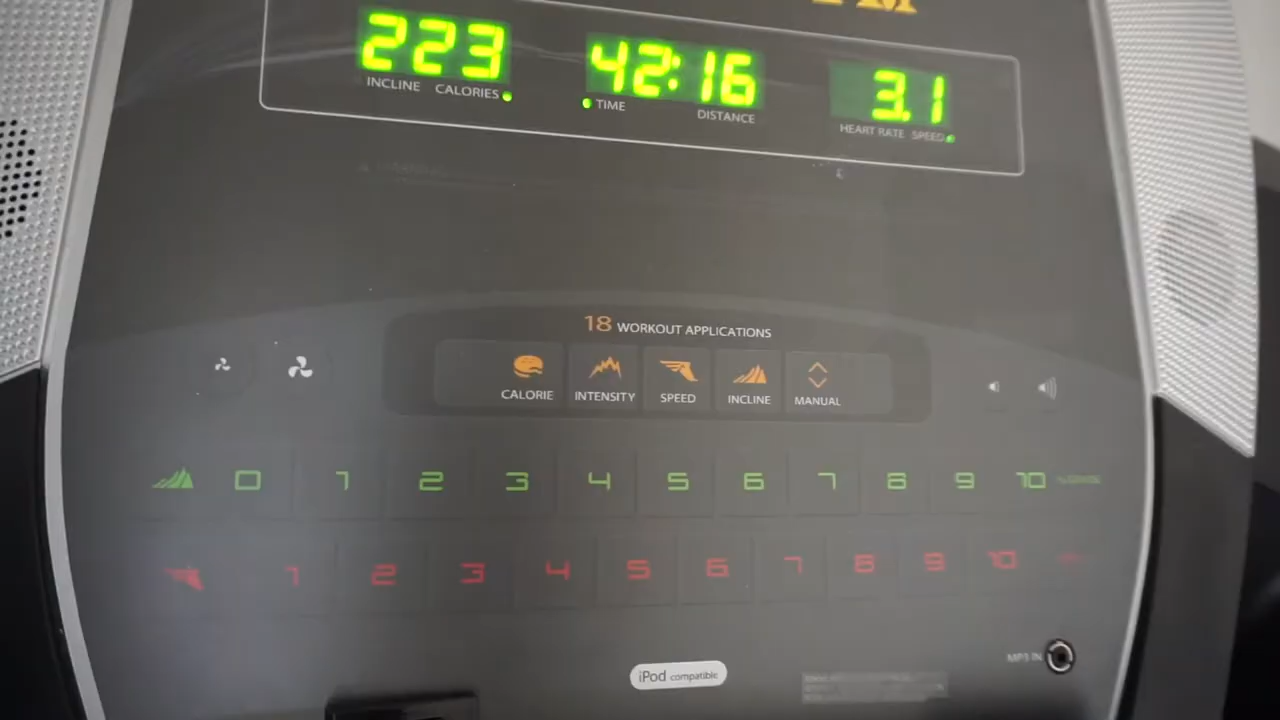 223 42:16 3.1
INCLINE CALORIES TIME DISTANCE HEART RATE SPEED
18 WORKOUT APPLICATIONS
CALORIE INTENSITY SPEED INCLINE MANUAL
0 1 2 3 4 5 6 7 8 9 10
1 2 3 4 5 6 7 8 9 10
MP3 IN
iPod compatible